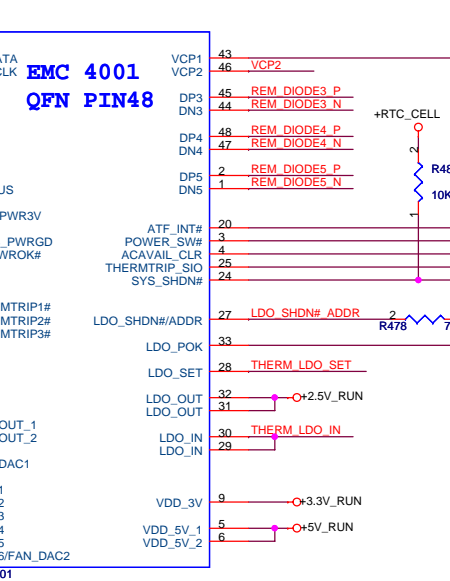 ATA
CLK
EMC 4001
QFN PIN48
VCP1 43
VCP2 46 VCP2
DP3 45 REM_DIODE3_P
DN3 44 REM_DIODE3_N
+RTC_CELL
DP4 48 REM_DIODE4_P
DN4 47 REM_DIODE4_N
2
R48
10K
1
DP5 2 REM_DIODE5_P
DN5 1 REM_DIODE5_N
US
PWR3V
ATF_INT# 20
_PWRGD POWER_SW# 3
WROK# ACAVAIL_CLR 4
THERMTRIP_SIO 25
SYS_SHDN# 24
MTRIP1#
MTRIP2# LDO_SHDN#/ADDR 27 LDO_SHDN#_ADDR 2
R478 7
MTRIP3#
LDO_POK 33
LDO_SET 28 THERM_LDO_SET
LDO_OUT 32 +2.5V_RUN
LDO_OUT 31
OUT_1
OUT_2
LDO_IN 30 THERM_LDO_IN
LDO_IN 29
DAC1
1
2
VDD_3V 9 +3.3V_RUN
3
4
VDD_5V_1 5 +5V_RUN
5
VDD_5V_2 6
6/FAN_DAC2
01